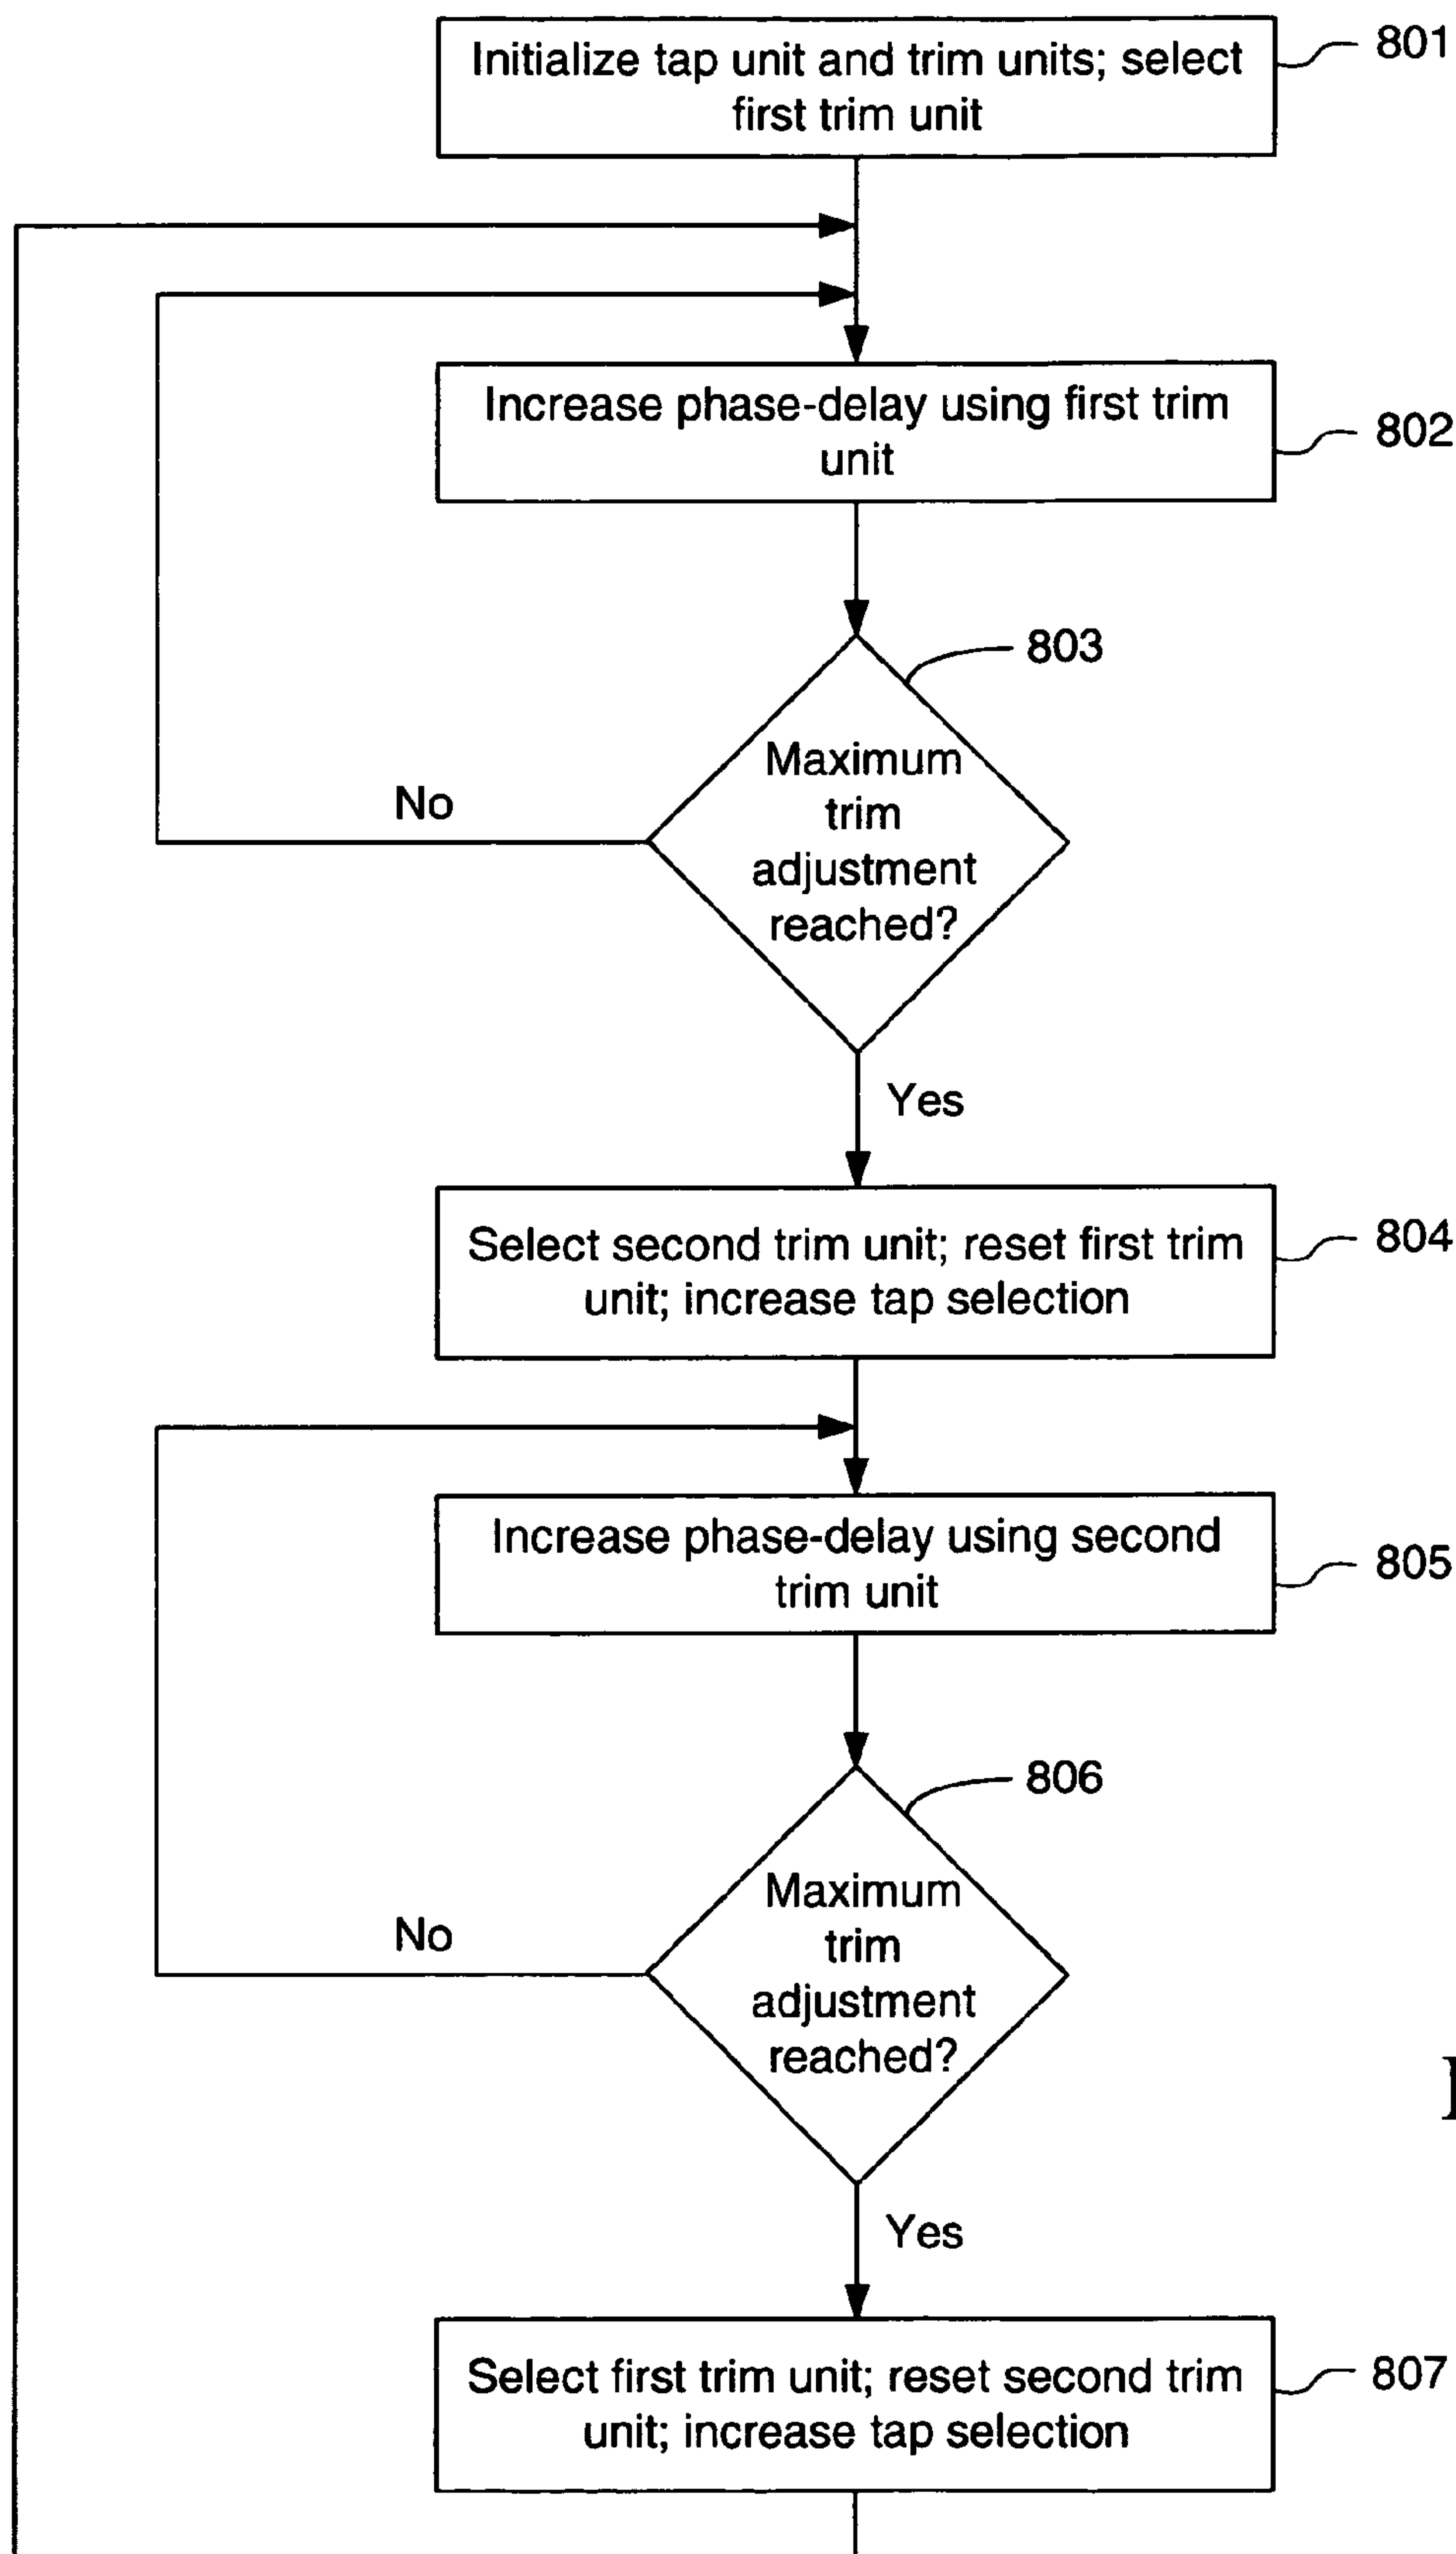 Initialize tap unit and trim units; select
first trim unit
801
Increase phase-delay using first trim
unit
802
803
Maximum
trim
adjustment
reached?
No
Yes
Select second trim unit; reset first trim
unit; increase tap selection
804
Increase phase-delay using second
trim unit
805
806
Maximum
trim
adjustment
reached?
No
Yes
Select first trim unit; reset second trim
unit; increase tap selection
807